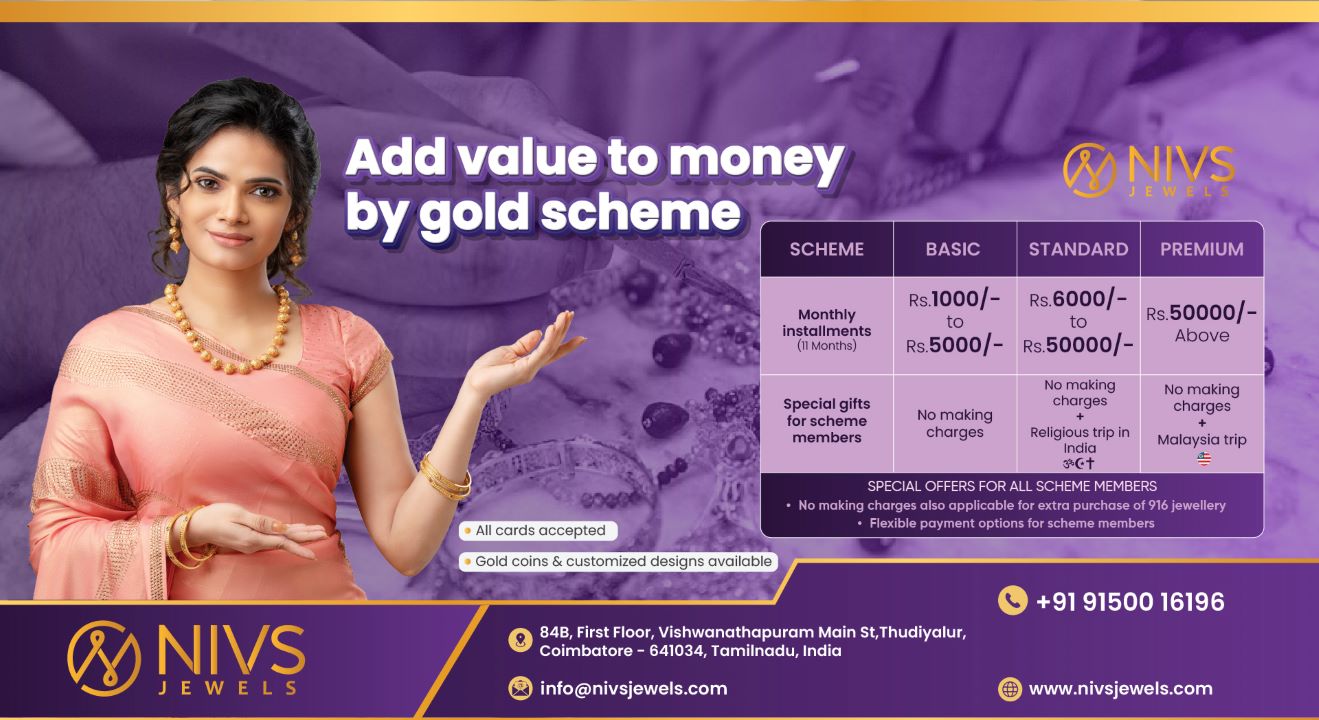 Add value to money
by gold scheme
NIVS
JEWELS
SCHEME BASIC STANDARD PREMIUM
Monthly
installments
(11 Months)
Rs.1000/-
to
Rs.5000/-
Rs.6000/-
to
Rs.50000/-
Rs.50000/-
Above
Special gifts
for scheme
members
No making
charges
No making
charges
+
Religious trip in
India
ॐ☪✝
No making
charges
+
Malaysia trip
SPECIAL OFFERS FOR ALL SCHEME MEMBERS
• No making charges also applicable for extra purchase of 916 jewellery
• Flexible payment options for scheme members
• All cards accepted
• Gold coins & customized designs available
NIVS
JEWELS
84B, First Floor, Vishwanathapuram Main St,Thudiyalur,
Coimbatore - 641034, Tamilnadu, India
info@nivsjewels.com
+91 91500 16196
www.nivsjewels.com